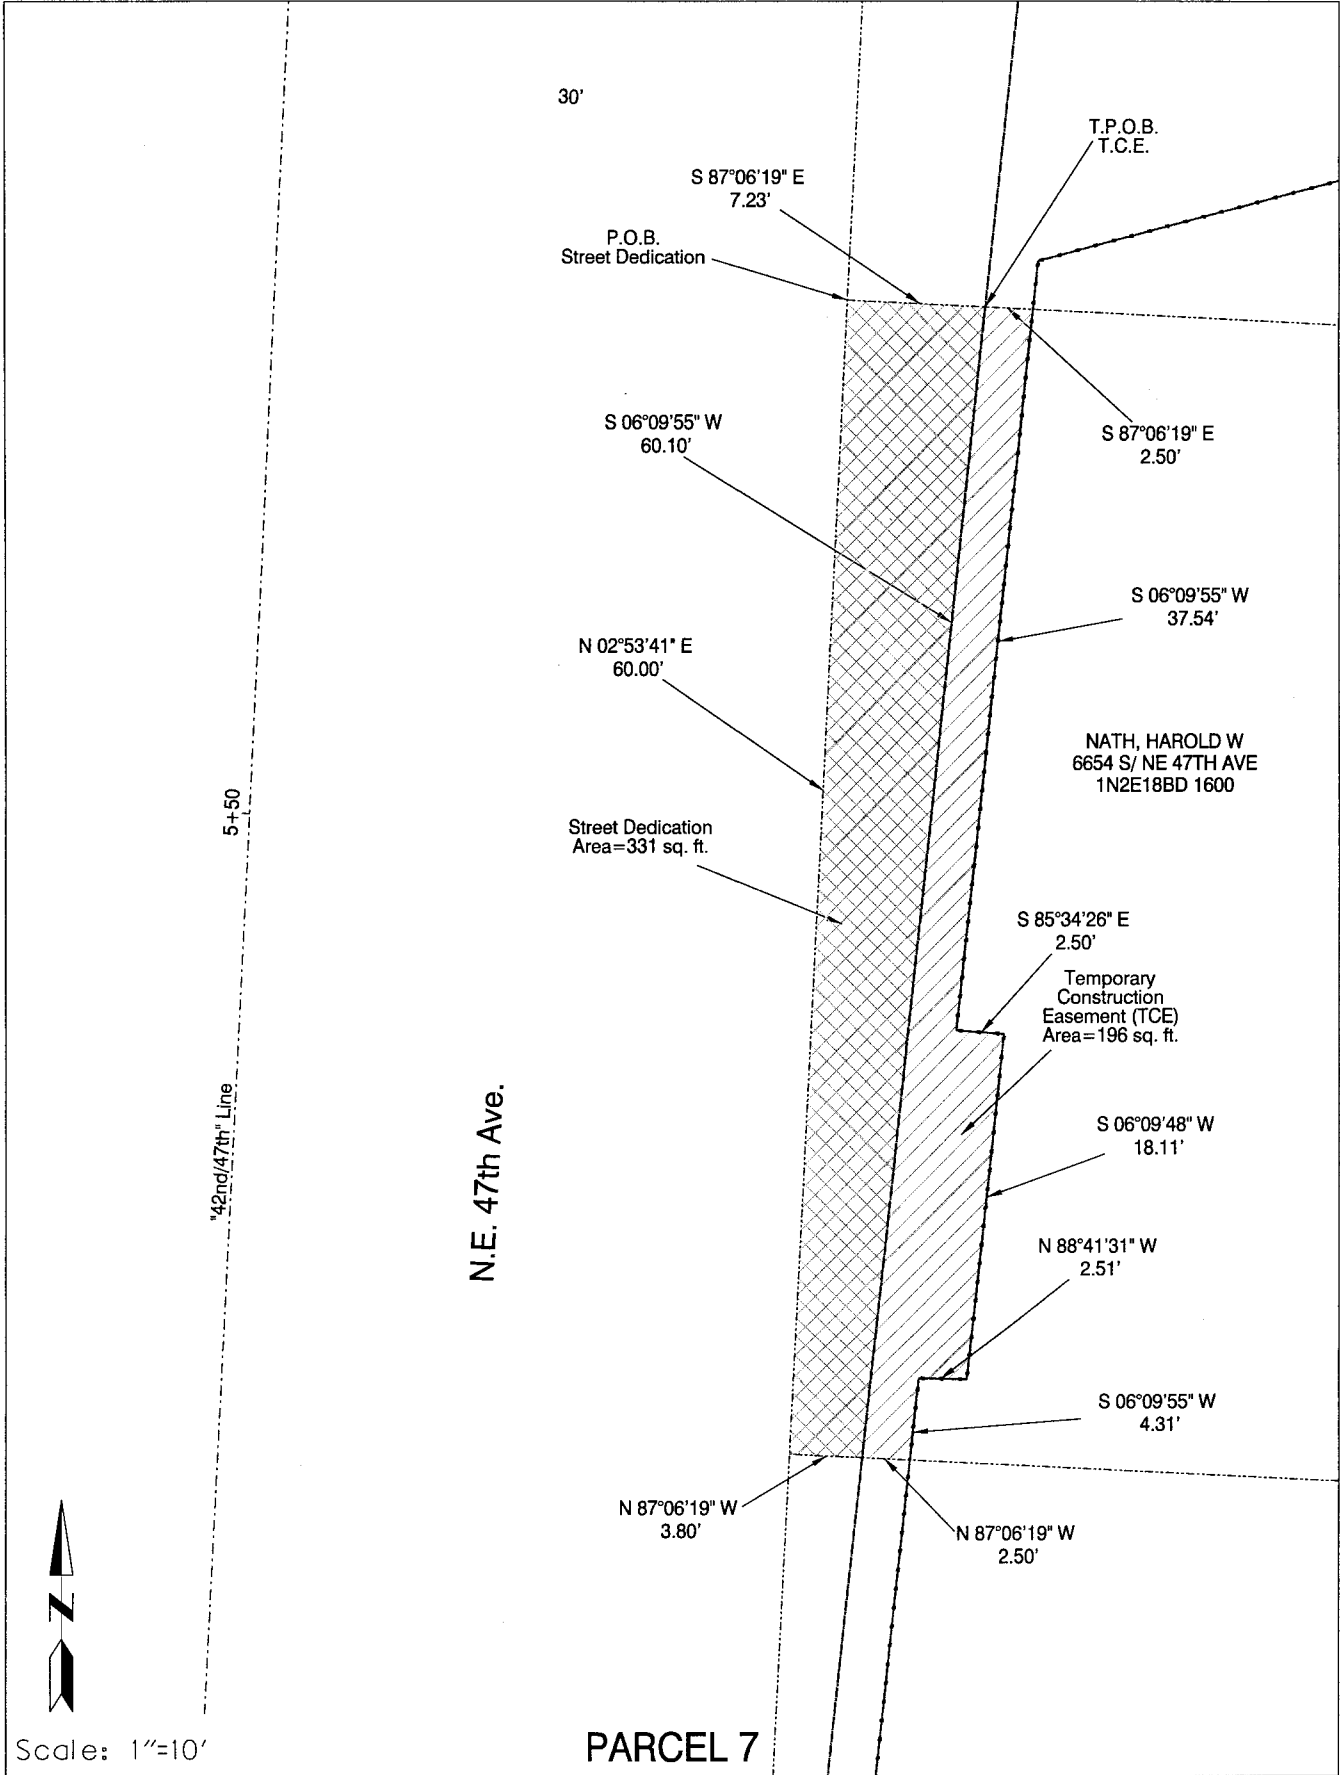 30'
T.P.O.B.
T.C.E.
S 87°06'19" E
7.23'
P.O.B.
Street Dedication
S 06°09'55" W
60.10'
S 87°06'19" E
2.50'
S 06°09'55" W
37.54'
N 02°53'41" E
60.00'
NATH, HAROLD W
6654 S/ NE 47TH AVE
1N2E18BD 1600
5+50
Street Dedication
Area=331 sq. ft.
S 85°34'26" E
2.50'
Temporary
Construction
Easement (TCE)
Area=196 sq. ft.
"42nd/47th" Line
N.E. 47th Ave.
S 06°09'48" W
18.11'
N 88°41'31" W
2.51'
S 06°09'55" W
4.31'
N 87°06'19" W
3.80'
N 87°06'19" W
2.50'
N
Scale: 1"=10'
PARCEL 7